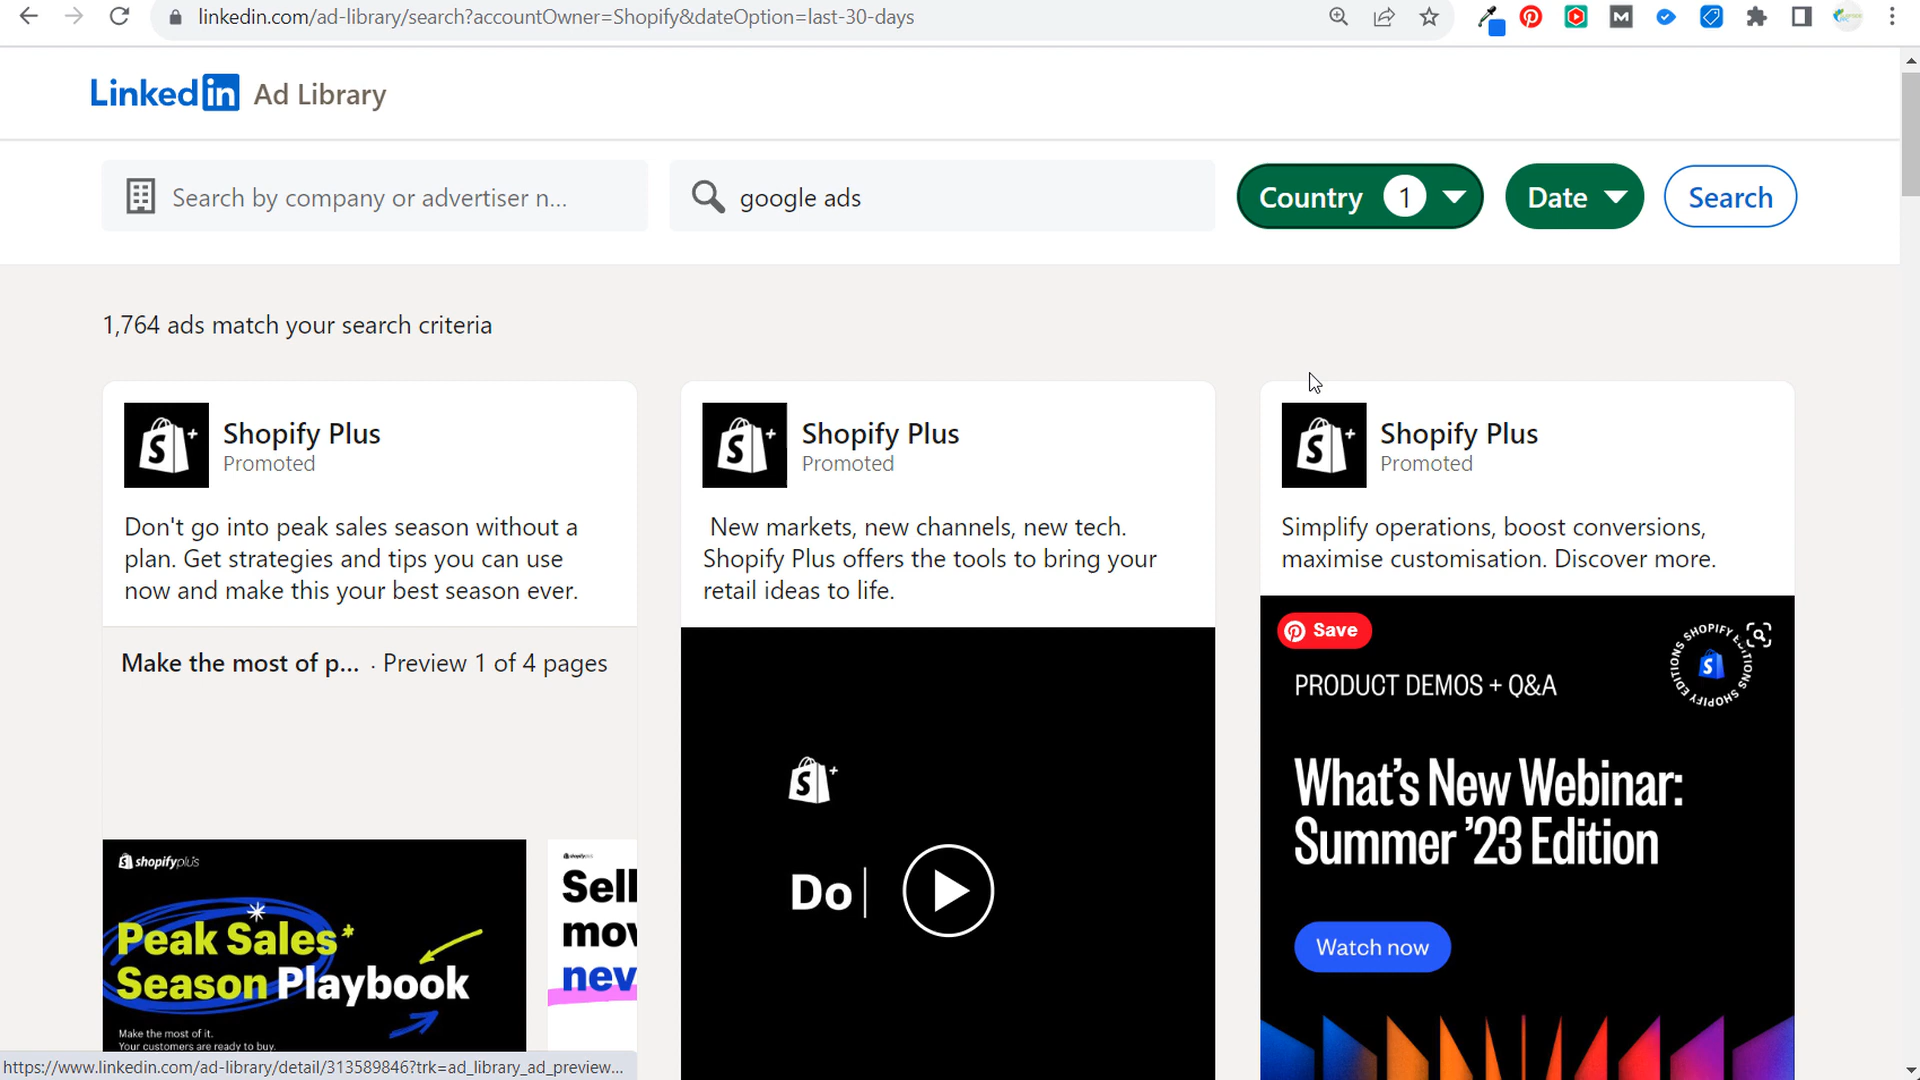 linkedin.com/ad-library/search?accountOwner=Shopify&dateOption=last-30-days
Linkedin Ad Library
Search by company or advertiser n...
google ads
Country 1
Date
Search
1,764 ads match your search criteria
Shopify Plus
Promoted
Don't go into peak sales season without a
plan. Get strategies and tips you can use
now and make this your best season ever.
Make the most of p... · Preview 1 of 4 pages
shopifyplus
Peak Sales*
Season Playbook
Make the most of it.
Your customers are ready to buy.
shopifyplus
Sell
mov
nev
Shopify Plus
Promoted
New markets, new channels, new tech.
Shopify Plus offers the tools to bring your
retail ideas to life.
Do
Shopify Plus
Promoted
Simplify operations, boost conversions,
maximise customisation. Discover more.
Save
SHOPIFY EDITIONS SHOPIFY EDITIONS
PRODUCT DEMOS + Q&A
What's New Webinar:
Summer '23 Edition
Watch now
https://www.linkedin.com/ad-library/detail/313589846?trk=ad_library_ad_preview...